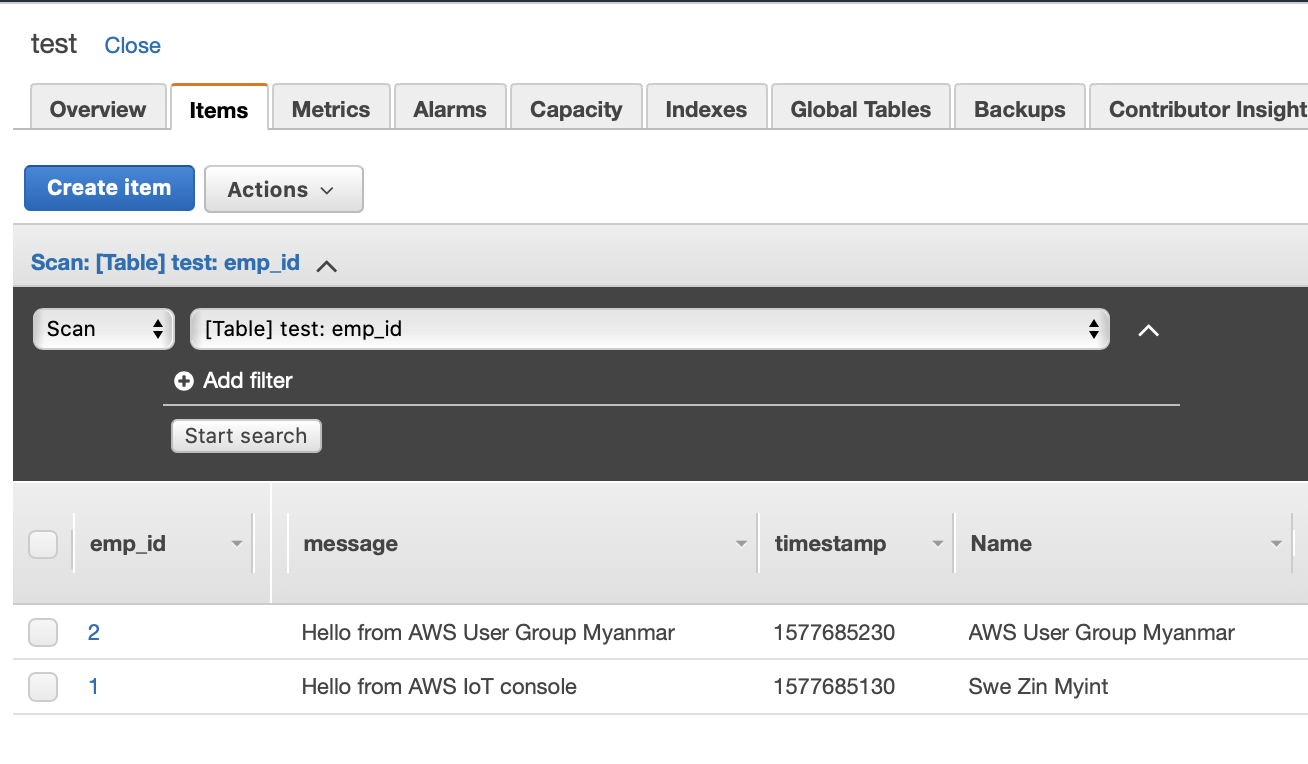 test Close
Overview Items Metrics Alarms Capacity Indexes Global Tables Backups Contributor Insight
Create item Actions
Scan: [Table] test: emp_id
Scan [Table] test: emp_id
Add filter
Start search
emp_id message timestamp Name
2 Hello from AWS User Group Myanmar 1577685230 AWS User Group Myanmar
1 Hello from AWS IoT console 1577685130 Swe Zin Myint